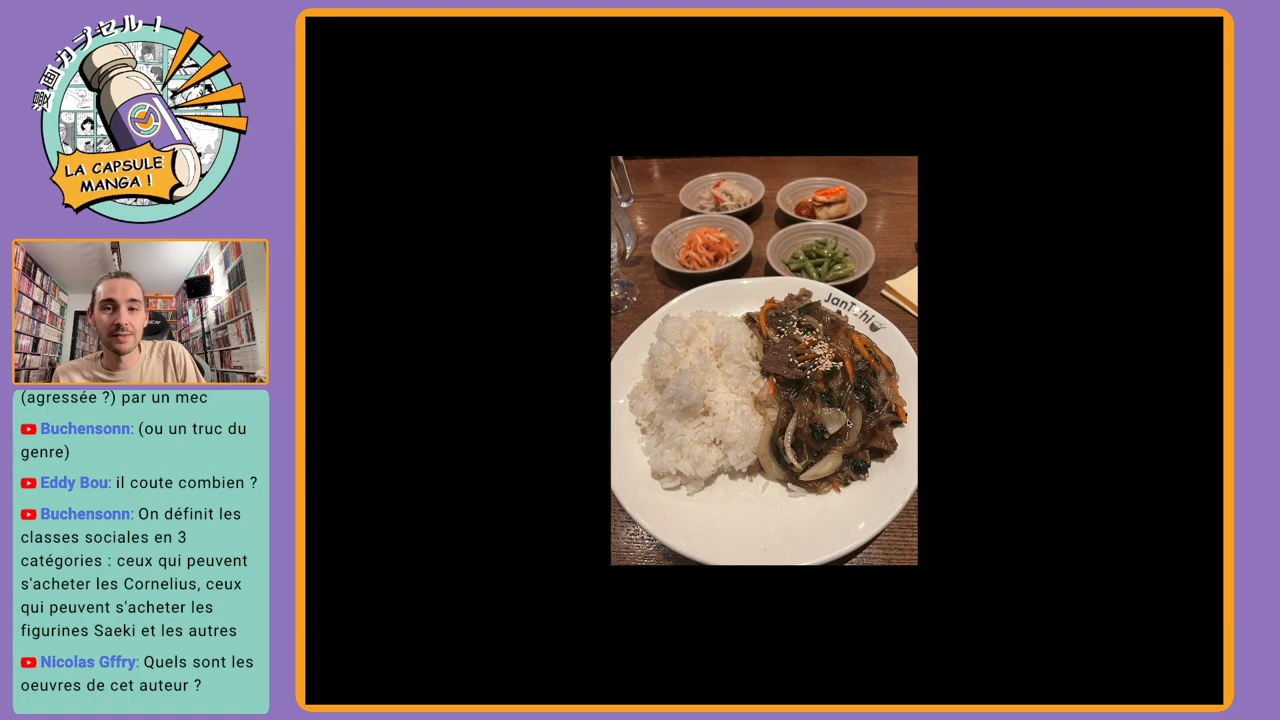 漫画カプセル！
LA CAPSULE
MANGA !
(agressée ?) par un mec
Buchensonn: (ou un truc du
genre)
Eddy Bou: il coute combien ?
Buchensonn: On définit les
classes sociales en 3
catégories : ceux qui peuvent
s'acheter les Cornelius, ceux
qui peuvent s'acheter les
figurines Saeki et les autres
Nicolas Gffry: Quels sont les
oeuvres de cet auteur ?
JanTchi